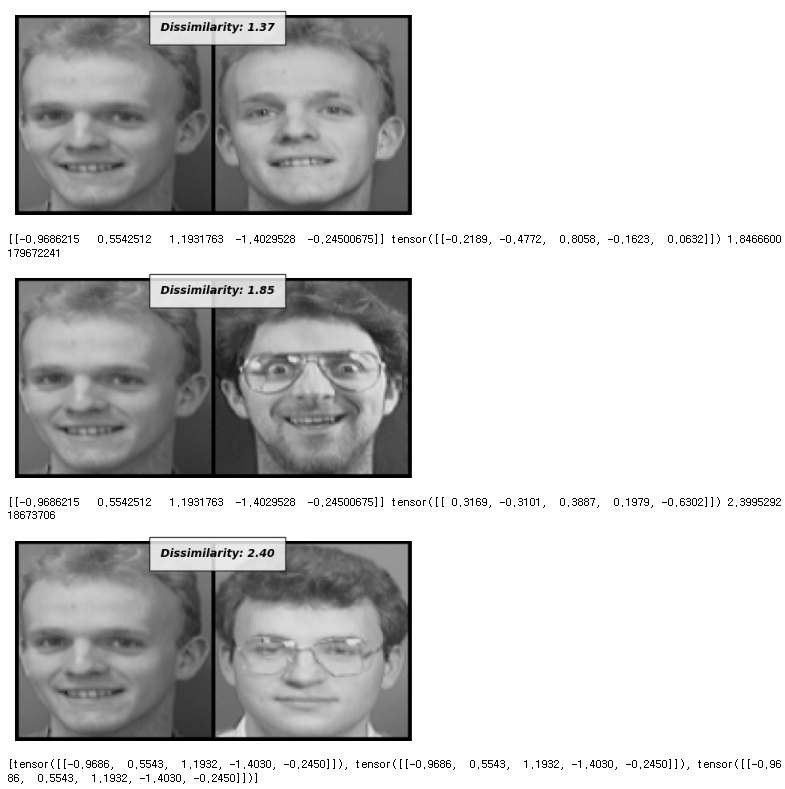 Dissimilarity: 1.37
[[-0.9686215   0.5542512   1.1931763  -1.4029528  -0.24500675]] tensor([[-0.2189, -0.4772,  0.8058, -0.1623,  0.0632]]) 1.8466600
179672241
Dissimilarity: 1.85
[[-0.9686215   0.5542512   1.1931763  -1.4029528  -0.24500675]] tensor([[ 0.3169, -0.3101,  0.3887,  0.1979, -0.6302]]) 2.3995292
18673706
Dissimilarity: 2.40
[tensor([[-0.9686,  0.5543,  1.1932, -1.4030, -0.2450]]), tensor([[-0.9686,  0.5543,  1.1932, -1.4030, -0.2450]]), tensor([[-0.96
86,  0.5543,  1.1932, -1.4030, -0.2450]])]